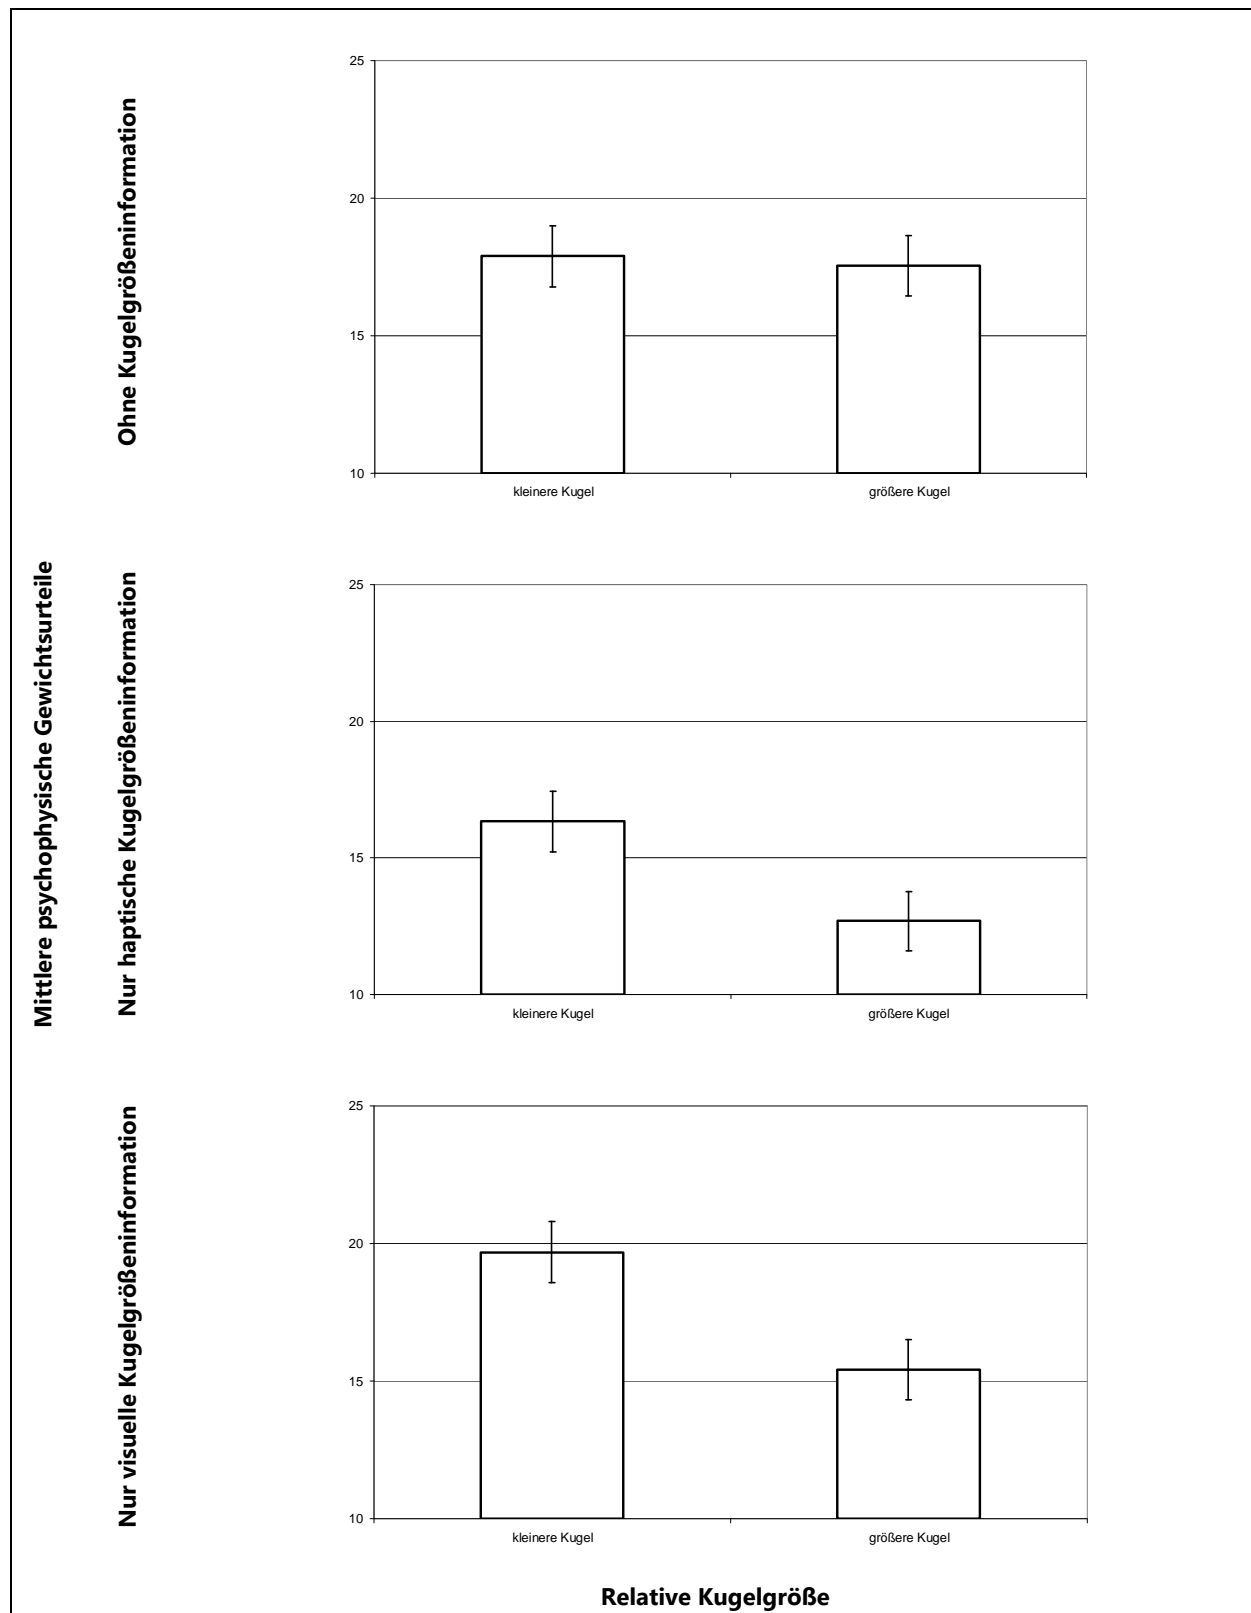 Mittlere psychophysische Gewichtsurteile
Ohne Kugelgrößeninformation
25
20
15
10
kleinere Kugel größere Kugel
Nur haptische Kugelgrößeninformation
25
20
15
10
kleinere Kugel größere Kugel
Nur visuelle Kugelgrößeninformation
25
20
15
10
kleinere Kugel größere Kugel
Relative Kugelgröße